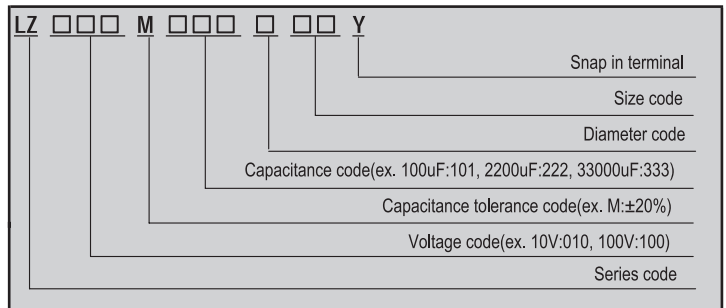 LZ □□□ M □□□ □ □□ Y
Snap in terminal
Size code
Diameter code
Capacitance code(ex. 100uF:101, 2200uF:222, 33000uF:333)
Capacitance tolerance code(ex. M:±20%)
Voltage code(ex. 10V:010, 100V:100)
Series code